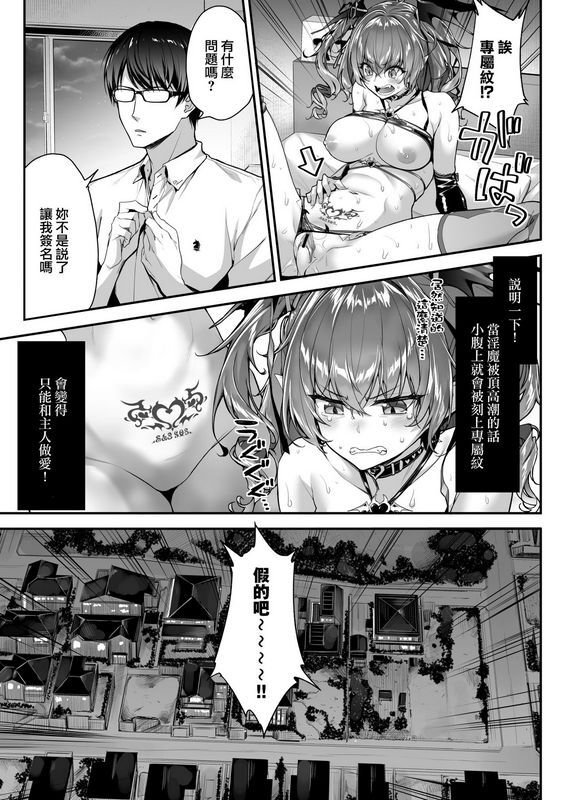 誒
專屬紋!?
有什麼
問題嗎?
妳不是說了
讓我簽名嗎
說明一下!
當淫魔被頂高潮的話
小腹上就會被刻上專屬紋
會變得
只能和主人做愛!
假的吧
~~~~!!